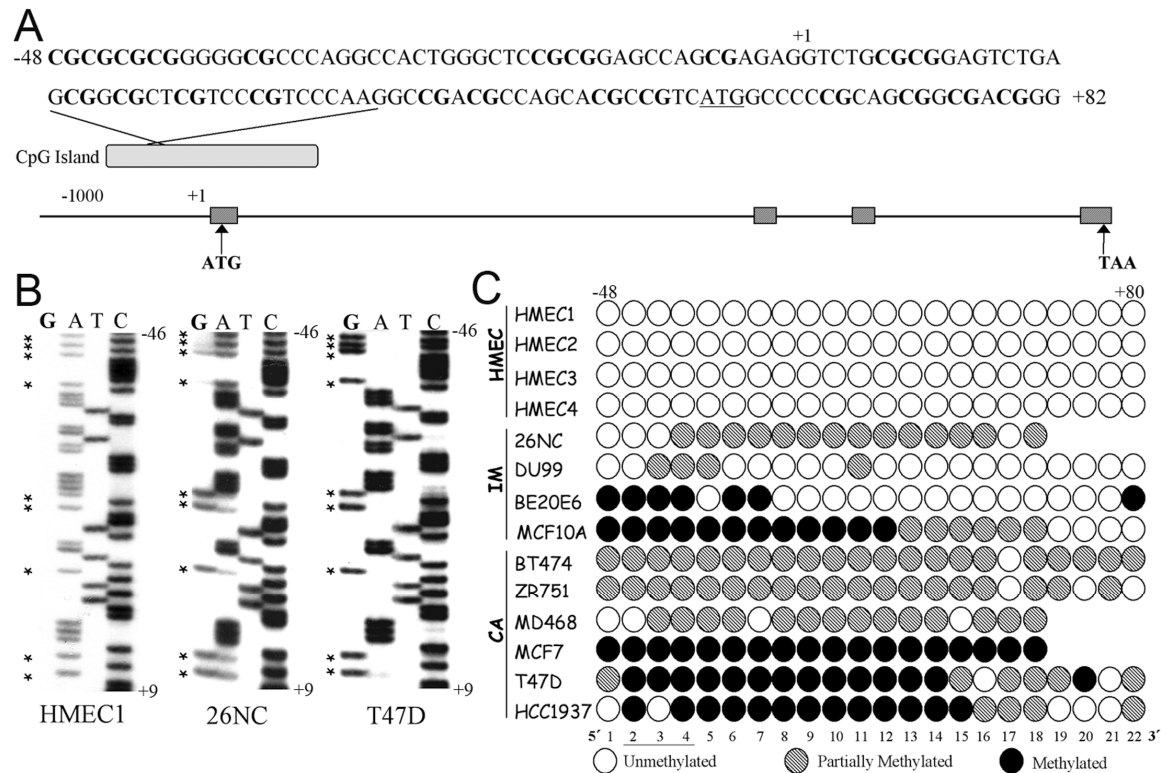 A
+1
-48 CGCGCGCGGGGGCGCCCAGGCCACTGGGCTCCGCGGAGCCAGCGAGAGGTCTGCGCGGAGTCTGA
GCGGCGCTCGTCCCGTCCCAAGGCCGACGCCAGCACGCCGTCATGGCCCCCGCAGCGGCGACGGG +82
CpG Island
-1000 +1
ATG TAA
B
G A T C -46
* * * * * * * * *
+9
HMEC1
G A T C -46
* * * * * * * * *
+9
26NC
G A T C -46
* * * * * * * * *
+9
T47D
C
-48 +80
HMEC
HMEC1
HMEC2
HMEC3
HMEC4
IM
26NC
DU99
BE20E6
MCF10A
CA
BT474
ZR751
MD468
MCF7
T47D
HCC1937
5´ 1 2 3 4 5 6 7 8 9 10 11 12 13 14 15 16 17 18 19 20 21 22 3´
Unmethylated Partially Methylated Methylated